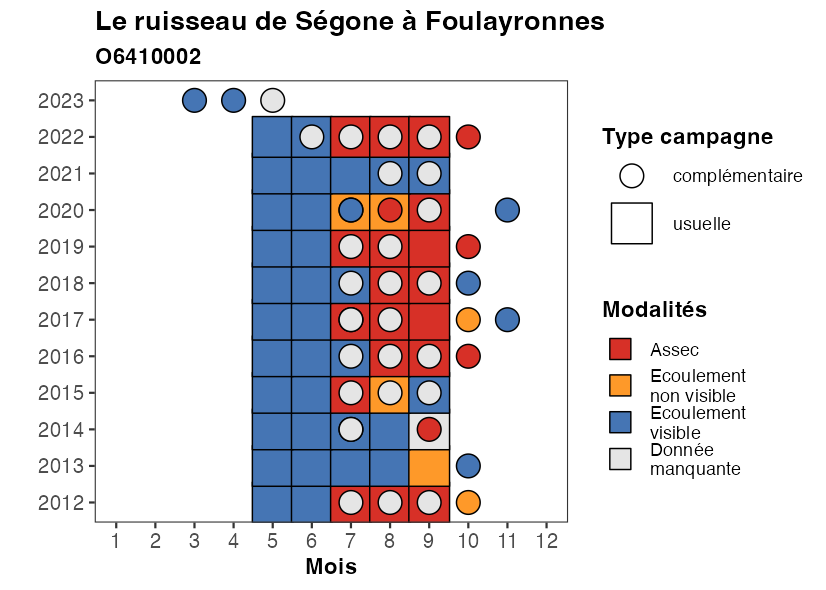 Le ruisseau de Ségone à Foulayronnes
O6410002
2023
2022
2021
2020
2019
2018
2017
2016
2015
2014
2013
2012
1 2 3 4 5 6 7 8 9 10 11 12
Mois
Type campagne
complémentaire
usuelle
Modalités
Assec
Ecoulement
non visible
Ecoulement
visible
Donnée
manquante